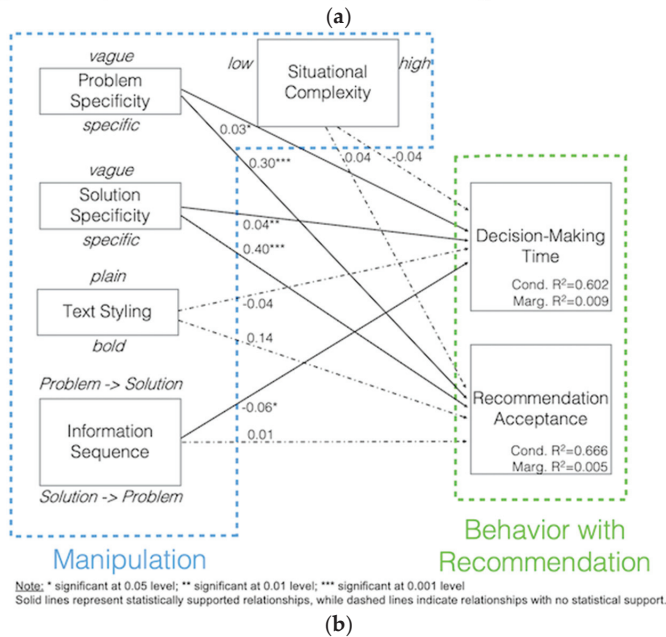 (a)
vague
Problem
Specificity
specific
low
Situational
Complexity
high
0.03*
0.30***
-0.04
-0.04
vague
Solution
Specificity
specific
0.04**
0.40***
plain
Text Styling
bold
-0.04
0.14
Problem -> Solution
Information
Sequence
Solution -> Problem
-0.06*
0.01
Decision-Making
Time
Cond. R²=0.602
Marg. R²=0.009
Recommendation
Acceptance
Cond. R²=0.666
Marg. R²=0.005
Manipulation
Behavior with
Recommendation
Note: * significant at 0.05 level; ** significant at 0.01 level; *** significant at 0.001 level
Solid lines represent statistically supported relationships, while dashed lines indicate relationships with no statistical support.
(b)